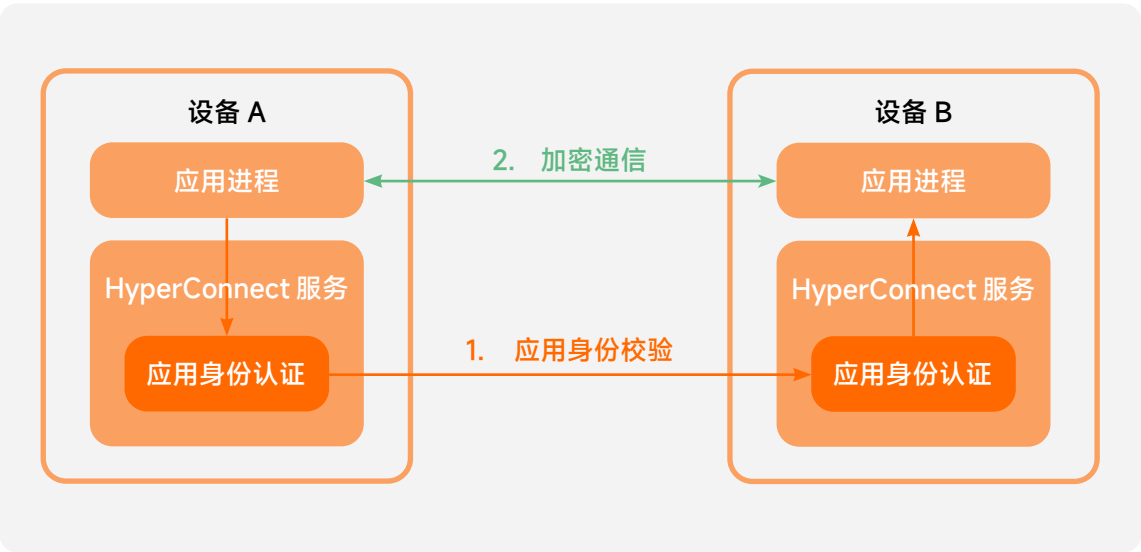 设备 A
设备 B
应用进程
2. 加密通信
应用进程
HyperConnect 服务
HyperConnect 服务
应用身份认证
1. 应用身份校验
应用身份认证